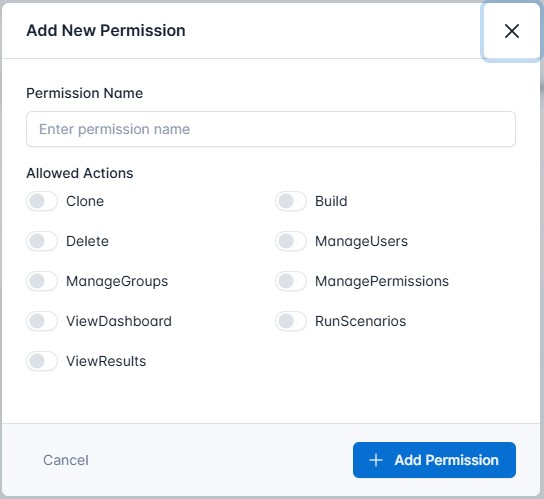 Add New Permission
Permission Name
Enter permission name
Allowed Actions
Clone
Build
Delete
ManageUsers
ManageGroups
ManagePermissions
ViewDashboard
RunScenarios
ViewResults
Cancel
Add Permission